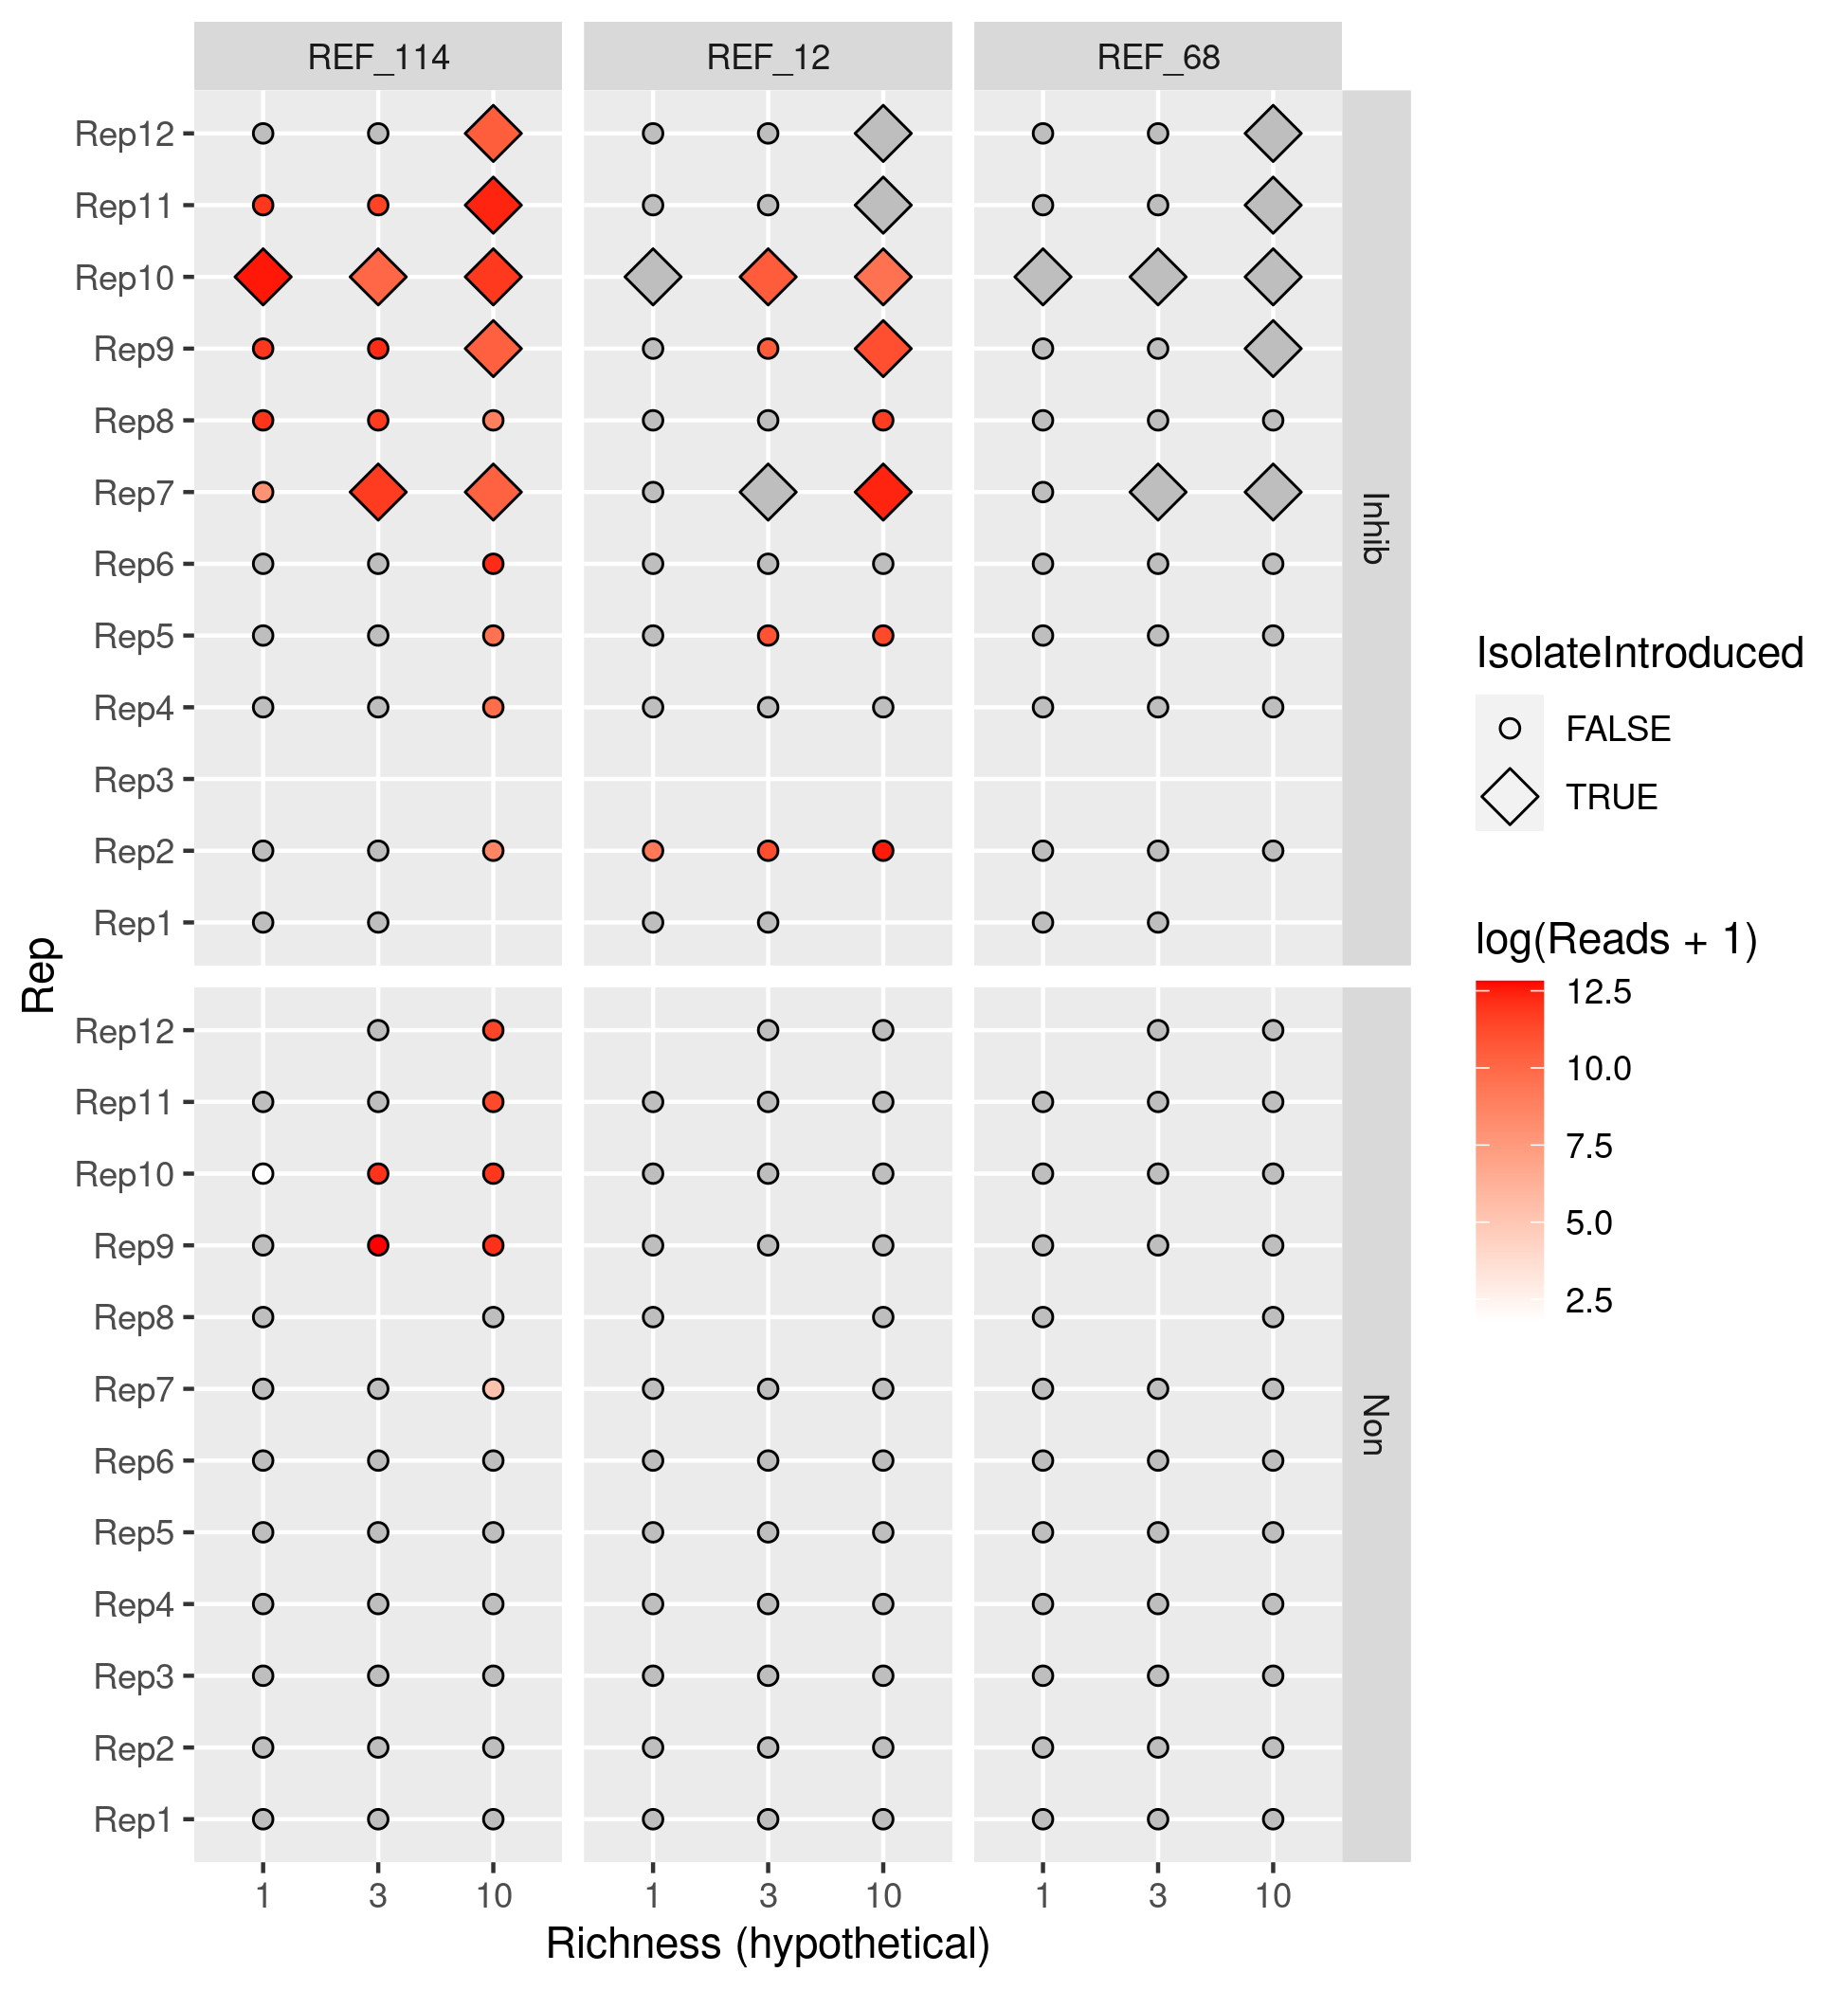 REF_114 REF_12 REF_68
Rep12
Rep11
Rep10
Rep9
Rep8
Rep7
Rep6
Rep5
Rep4
Rep3
Rep2
Rep1
Inhib
Rep
Rep12
Rep11
Rep10
Rep9
Rep8
Rep7
Rep6
Rep5
Rep4
Rep3
Rep2
Rep1
Non
1 3 10 1 3 10 1 3 10
Richness (hypothetical)
IsolateIntroduced
FALSE
TRUE
log(Reads + 1)
12.5
10.0
7.5
5.0
2.5